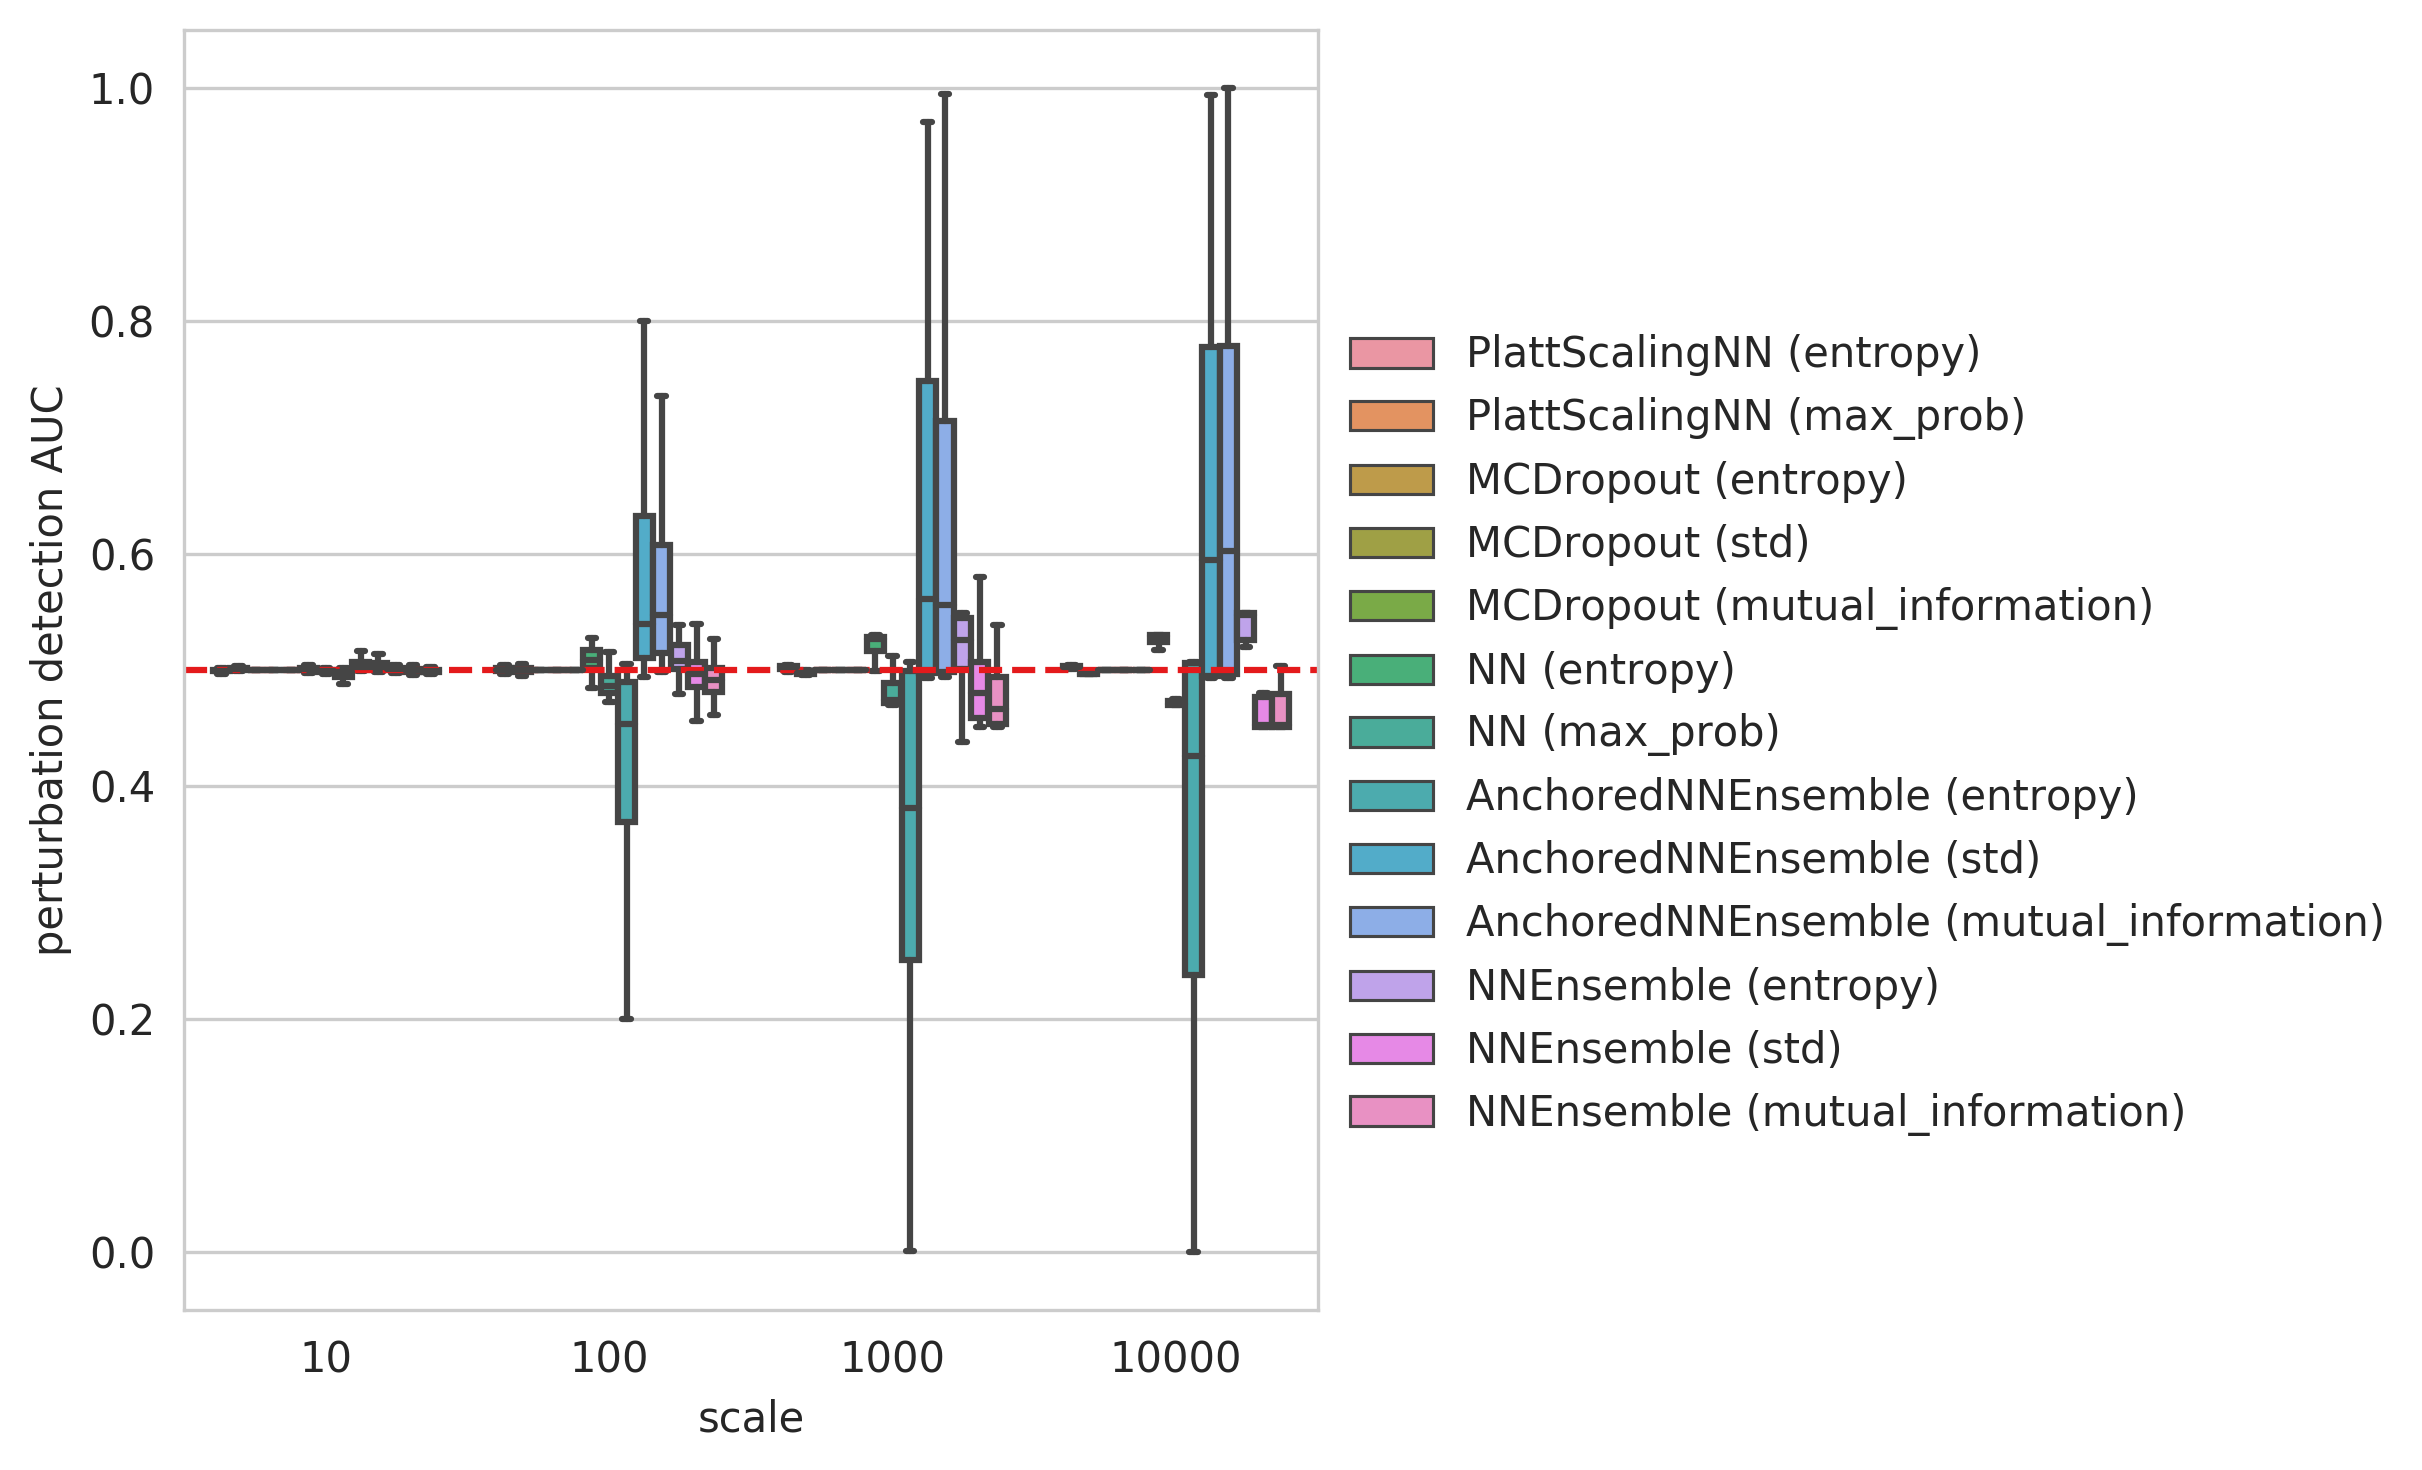 perturbation detection AUC
1.0
0.8
0.6
0.4
0.2
0.0
10
100
1000
10000
scale
PlattScalingNN (entropy)
PlattScalingNN (max_prob)
MCDropout (entropy)
MCDropout (std)
MCDropout (mutual_information)
NN (entropy)
NN (max_prob)
AnchoredNNEnsemble (entropy)
AnchoredNNEnsemble (std)
AnchoredNNEnsemble (mutual_information)
NNEnsemble (entropy)
NNEnsemble (std)
NNEnsemble (mutual_information)